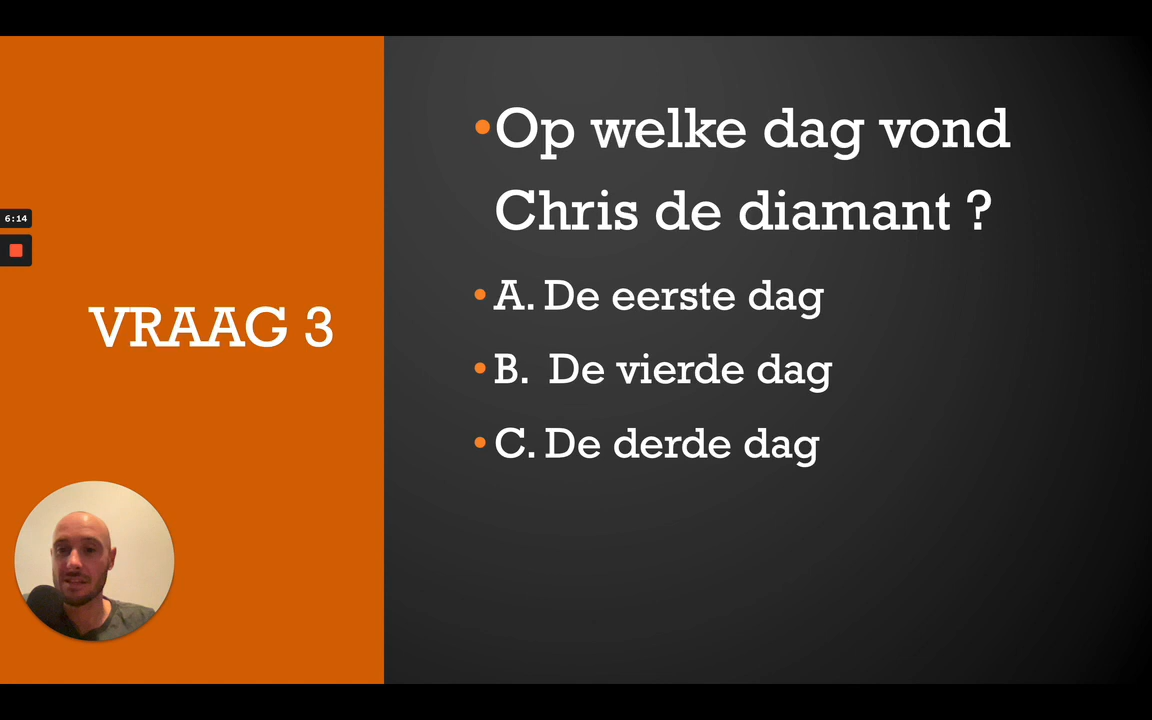 6:14
VRAAG 3
•Op welke dag vond
Chris de diamant ?
•A. De eerste dag
•B. De vierde dag
•C. De derde dag